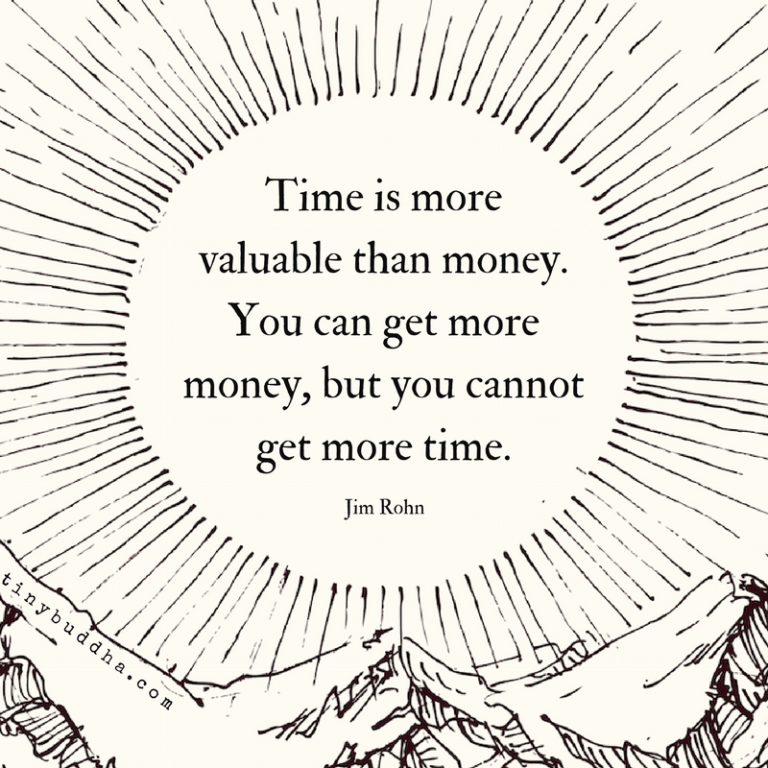 Time is more
valuable than money.
You can get more
money, but you cannot
get more time.
Jim Rohn
tinybuddha.com